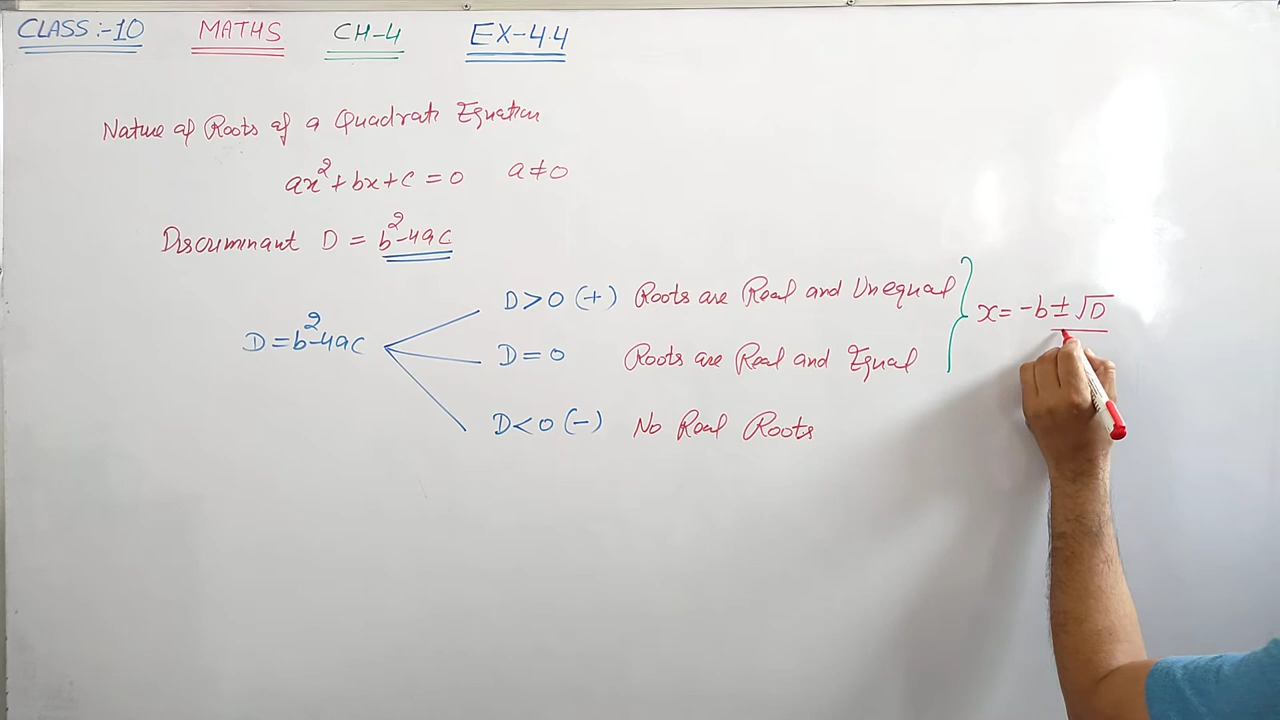 CLASS:-10 MATHS CH-4 EX-4.4
Nature of Roots of a Quadrati Equation
ax²+bx+c=0 a≠0
Discriminant D = b²-4ac
D>0 (+) Roots are Real and Unequal
x= -b ± √D
D=b²-4ac
D=0 Roots are Real and Equal
D<0 (-) No Real Roots